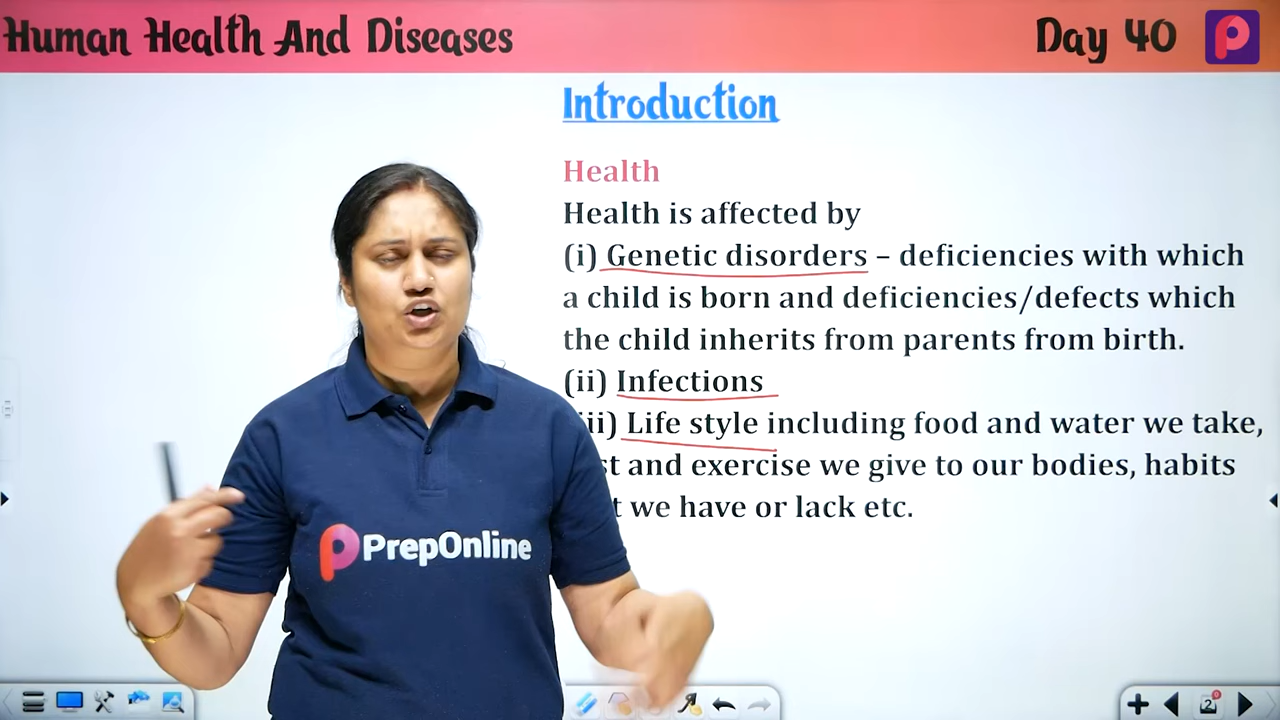 Human Health And Diseases
Day 40
Introduction
Health
Health is affected by
(i) Genetic disorders – deficiencies with which
a child is born and deficiencies/defects which
the child inherits from parents from birth.
(ii) Infections
iii) Life style including food and water we take,
and exercise we give to our bodies, habits
we have or lack etc.
PrepOnline
2